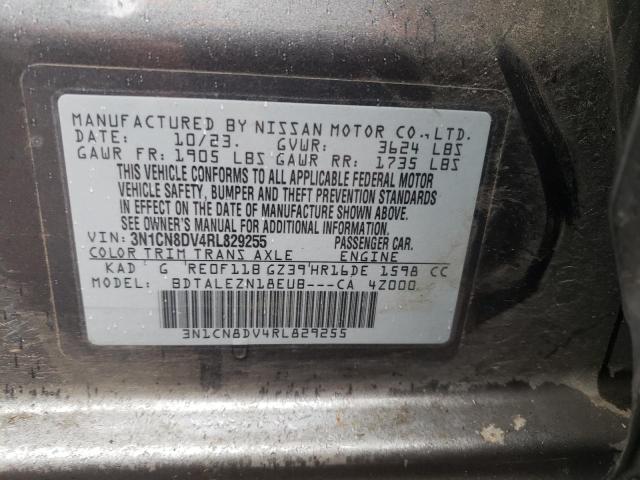 MANUFACTURED BY NISSAN MOTOR CO.,LTD.
DATE: 10/23. GVWR: 3624 LBS
GAWR FR: 1905 LBS GAWR RR: 1735 LBS
THIS VEHICLE CONFORMS TO ALL APPLICABLE FEDERAL MOTOR
VEHICLE SAFETY, BUMPER AND THEFT PREVENTION STANDARDS
IN EFFECT ON THE DATE OF MANUFACTURE SHOWN ABOVE.
SEE OWNER'S MANUAL FOR ADDITIONAL INFORMATION.
VIN: 3N1CN8DV4RL829255 PASSENGER CAR.
COLOR TRIM TRANS AXLE ENGINE
KAD G RE0F11B GZ39 HR16DE 1598 CC
MODEL: BDTALEZN18EUB---CA 4Z000
3N1CN8DV4RL829255